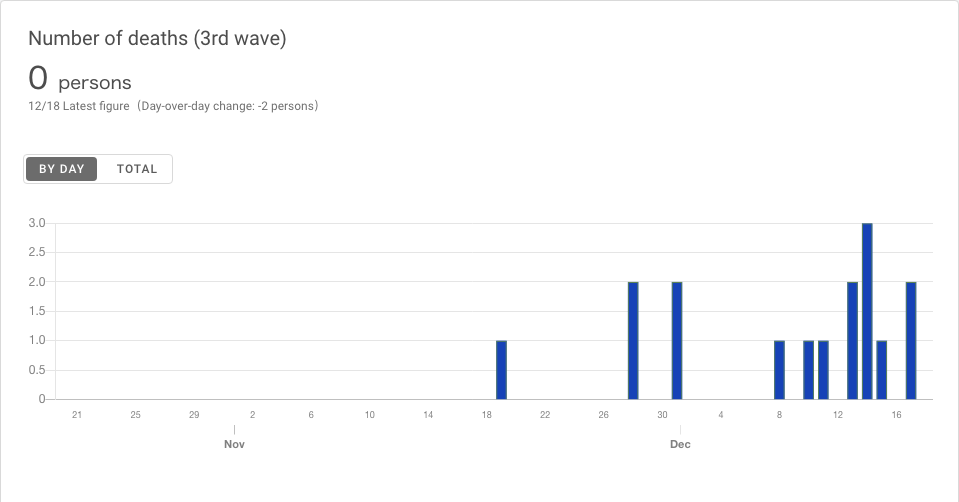 Number of deaths (3rd wave)
0 persons
12/18 Latest figure (Day-over-day change: -2 persons)
BY DAY TOTAL
3.0
2.5
2.0
1.5
1.0
0.5
0
21 25 29 2 6 10 14 18 22 26 30 4 8 12 16
Nov Dec